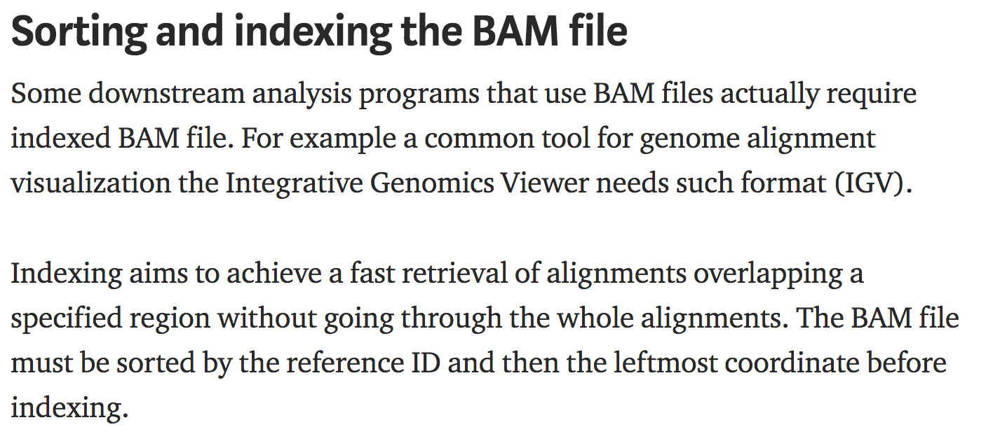 Sorting and indexing the BAM file
Some downstream analysis programs that use BAM files actually require
indexed BAM file. For example a common tool for genome alignment
visualization the Integrative Genomics Viewer needs such format (IGV).
Indexing aims to achieve a fast retrieval of alignments overlapping a
specified region without going through the whole alignments. The BAM file
must be sorted by the reference ID and then the leftmost coordinate before
indexing.